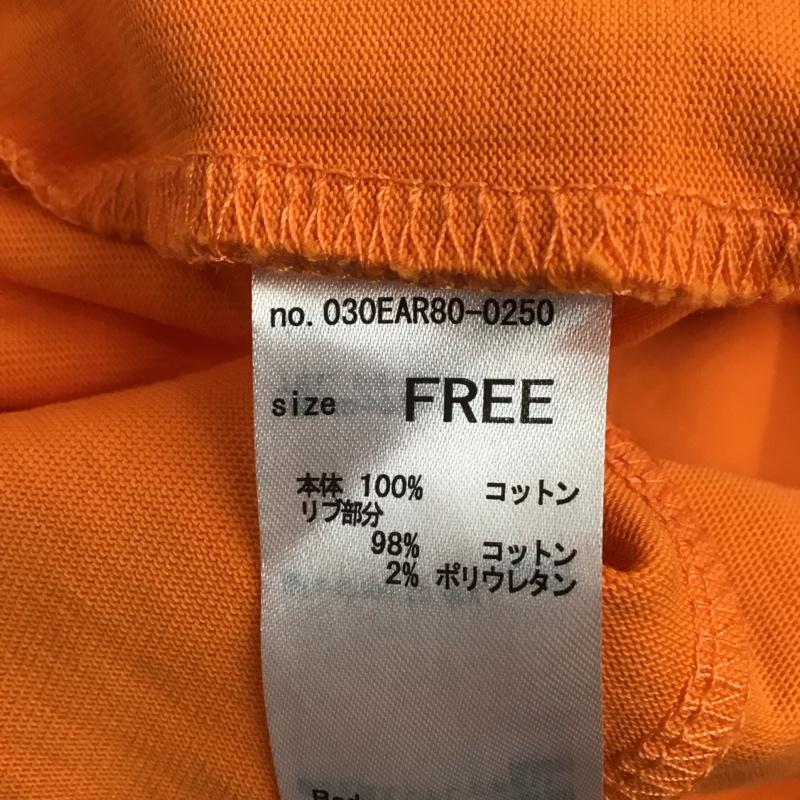 no. 030EAR80-0250
size FREE
本体 100% コットン
リブ部分
98% コットン
2% ポリウレタン